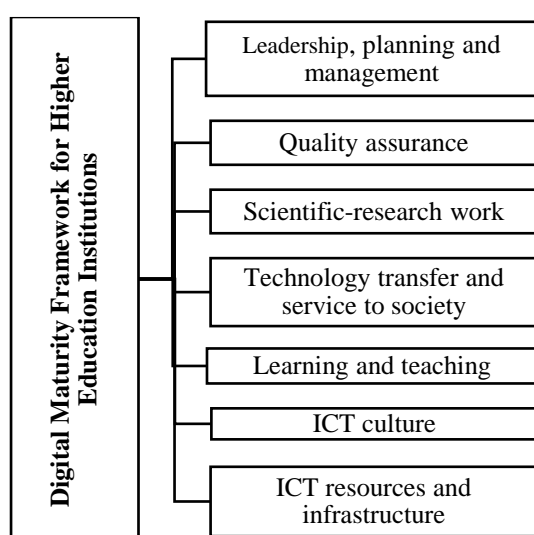 Digital Maturity Framework for Higher
Education Institutions
Leadership, planning and
management
Quality assurance
Scientific-research work
Technology transfer and
service to society
Learning and teaching
ICT culture
ICT resources and
infrastructure